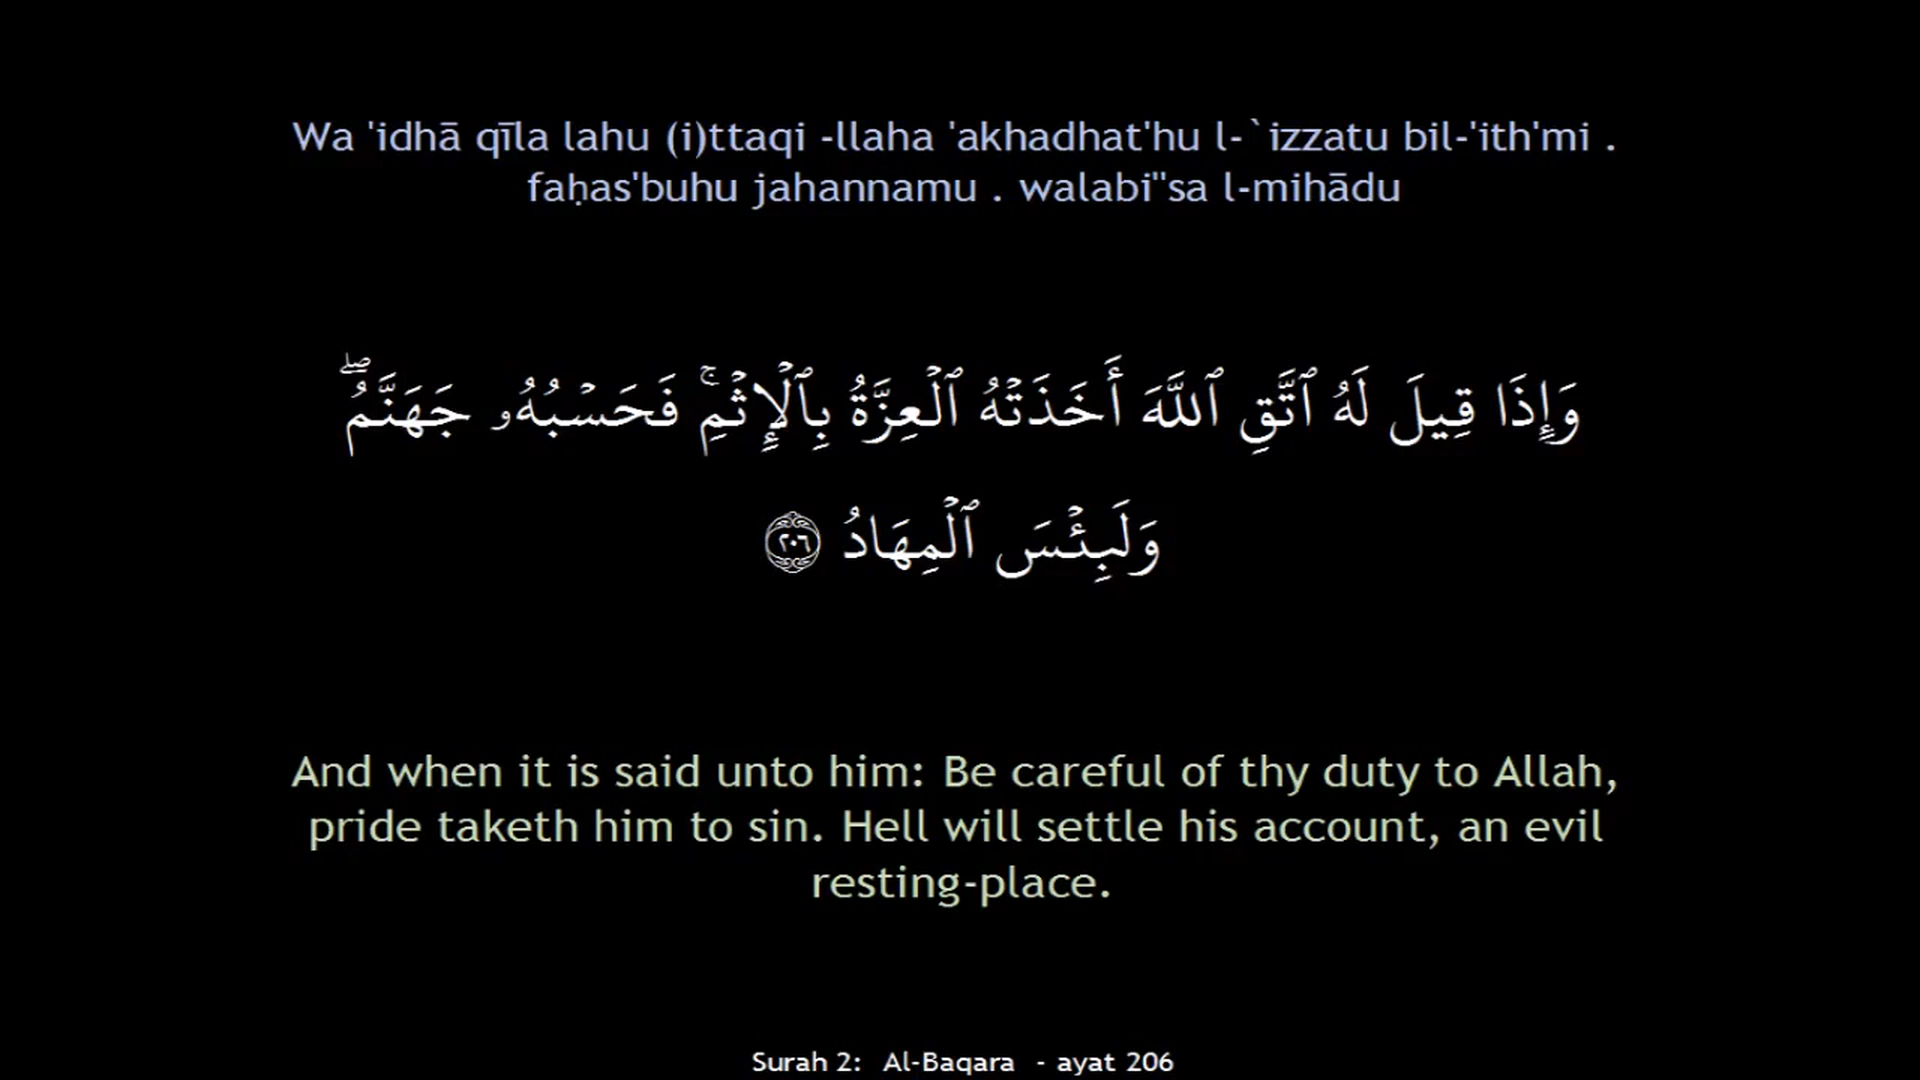 Wa 'idhā qīla lahu (i)ttaqi -llaha 'akhadhat'hu l-`izzatu bil-'ith'mi .
faḥas'buhu jahannamu . walabi''sa l-mihādu
وَإِذَا قِيلَ لَهُ ٱتَّقِ ٱللَّهَ أَخَذَتۡهُ ٱلۡعِزَّةُ بِٱلۡإِثۡمِۚ فَحَسۡبُهُۥ جَهَنَّمُۖ
وَلَبِئۡسَ ٱلۡمِهَادُ ٢٠٦
And when it is said unto him: Be careful of thy duty to Allah,
pride taketh him to sin. Hell will settle his account, an evil
resting-place.
Surah 2: Al-Baqara - ayat 206